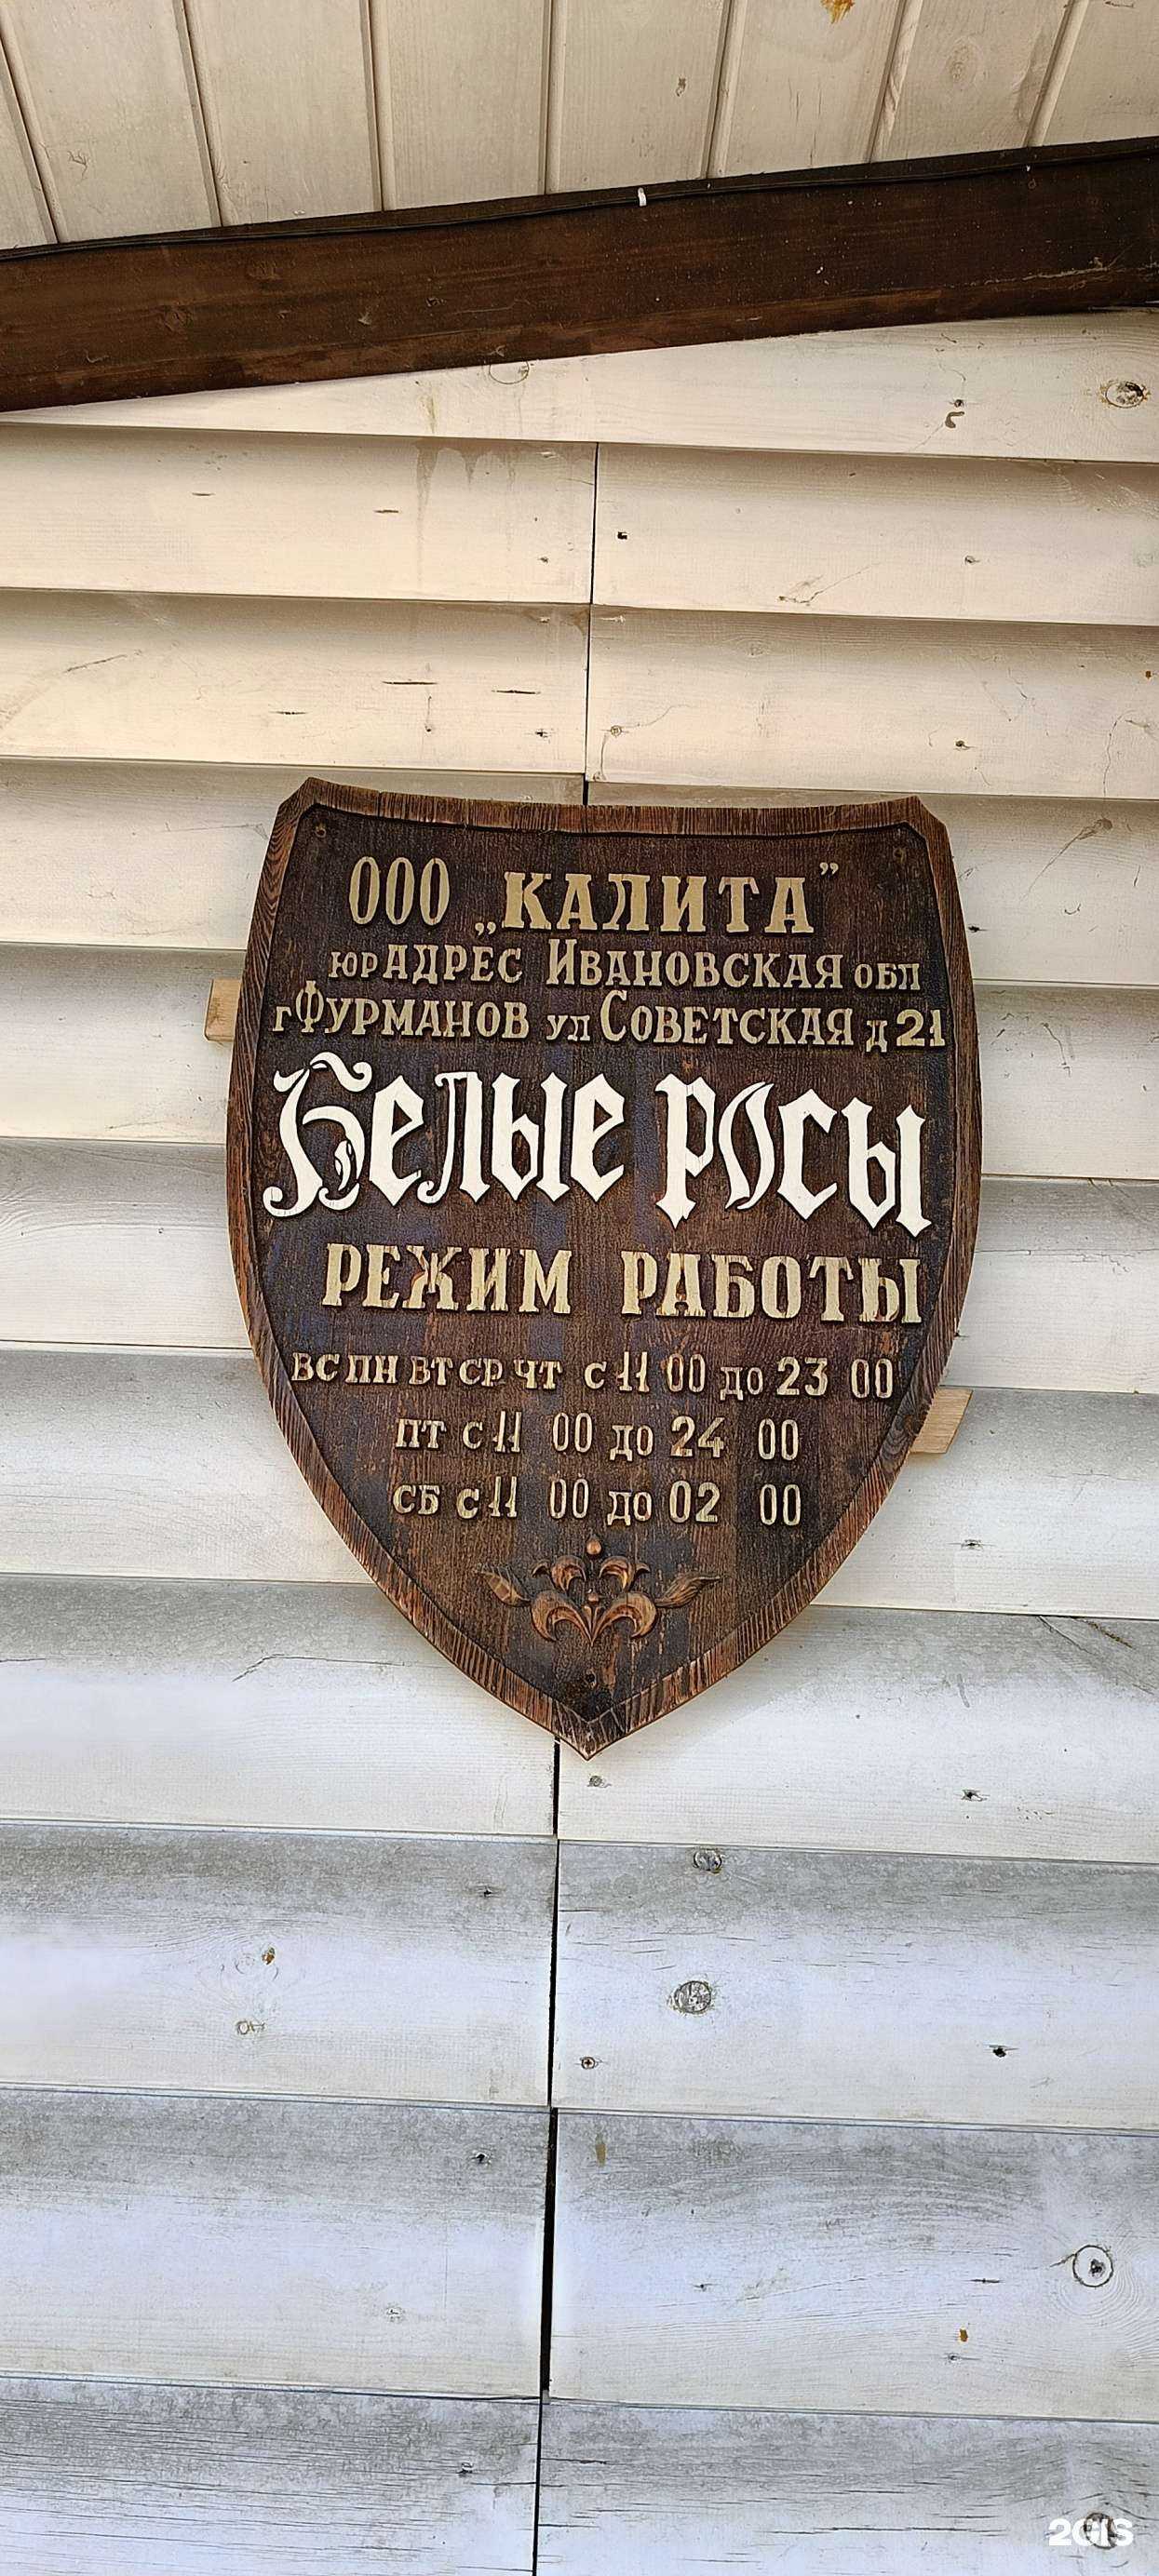 ООО „КАЛИТА”
юр АДРЕС ИВАНОВСКАЯ ОБЛ
г ФУРМАНОВ ул СОВЕТСКАЯ д 21
Белые росы
РЕЖИМ РАБОТЫ
ВС ПН ВТ СР ЧТ С 11 00 до 23 00
ПТ С 11 00 до 24 00
СБ С 11 00 до 02 00
2GIS